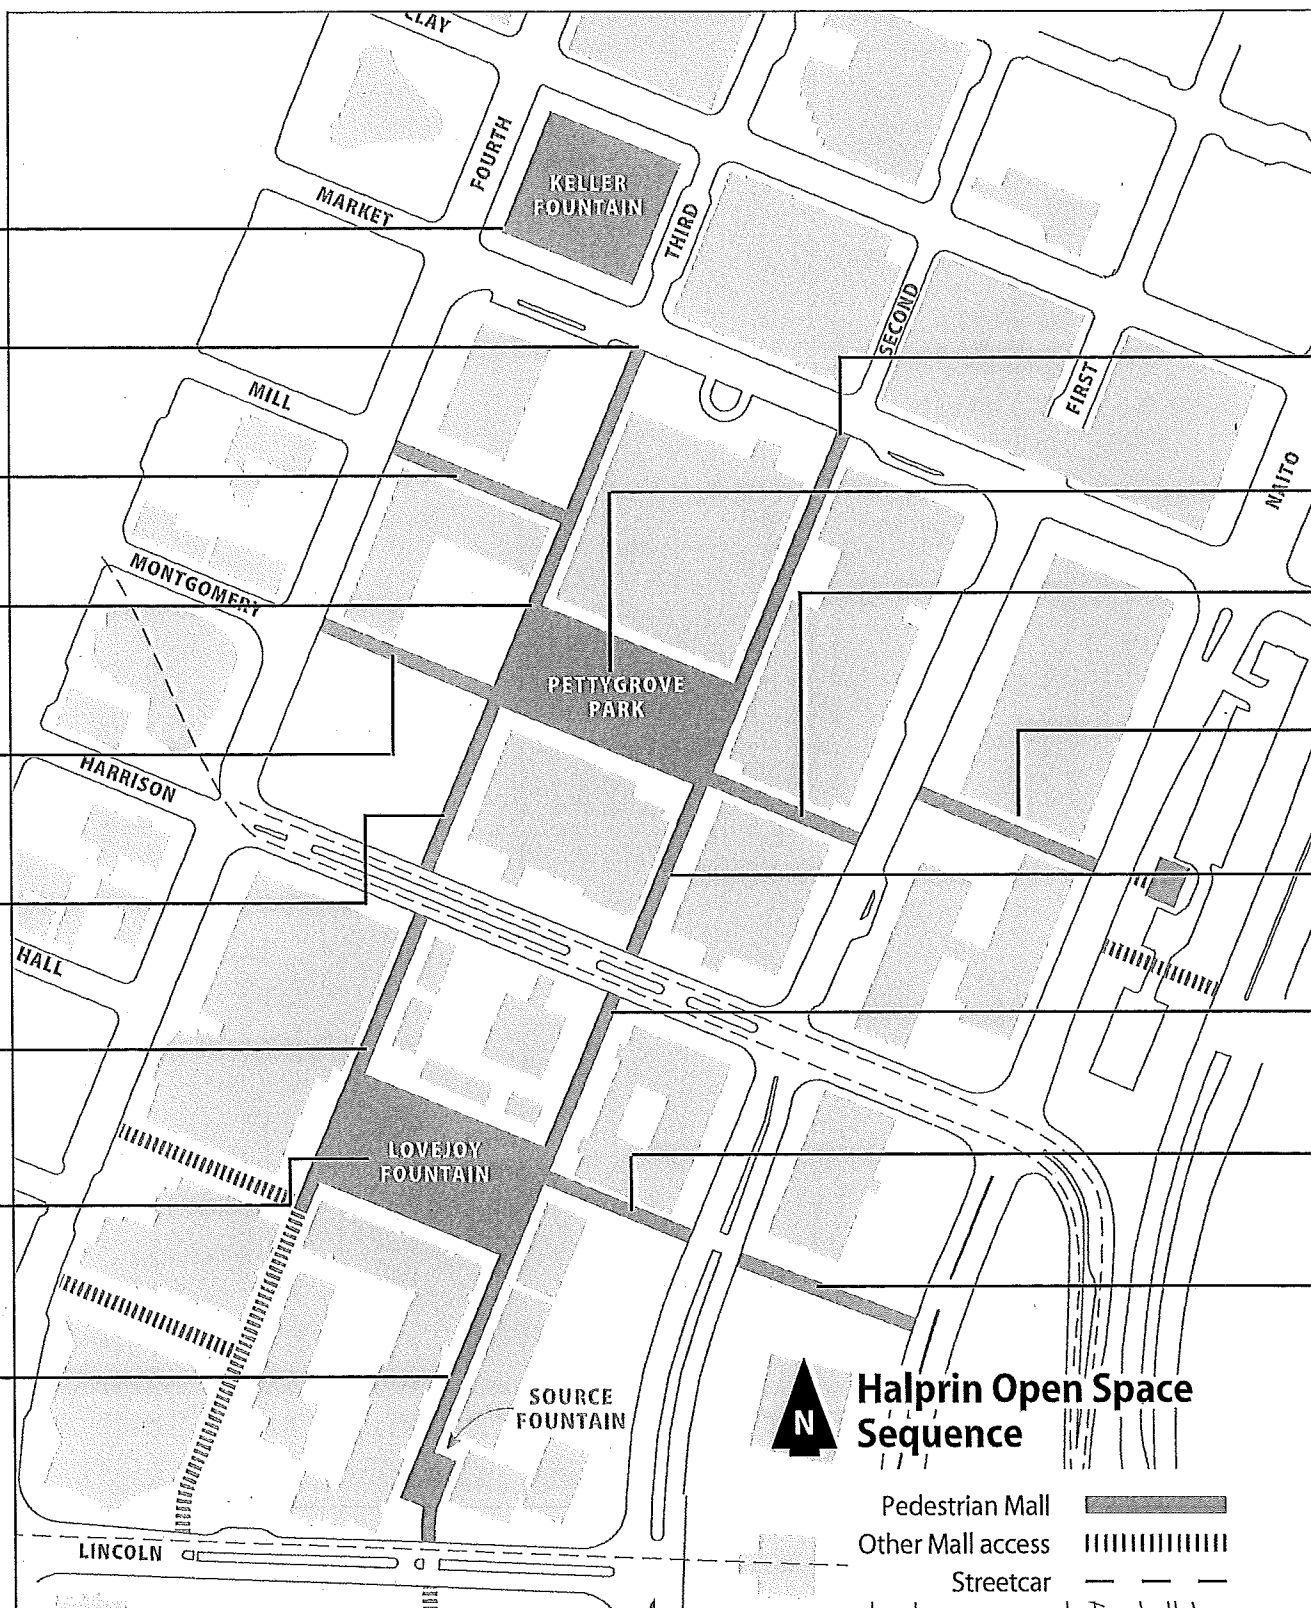 CLAY
FOURTH
KELLER
FOUNTAIN
MARKET
THIRD
SECOND
MILL
FIRST
NAITO
MONTGOMERY
PETTYGROVE
PARK
HARRISON
HALL
LOVEJOY
FOUNTAIN
SOURCE
FOUNTAIN
N
Halprin Open Space
Sequence
Pedestrian Mall
Other Mall access
Streetcar
LINCOLN